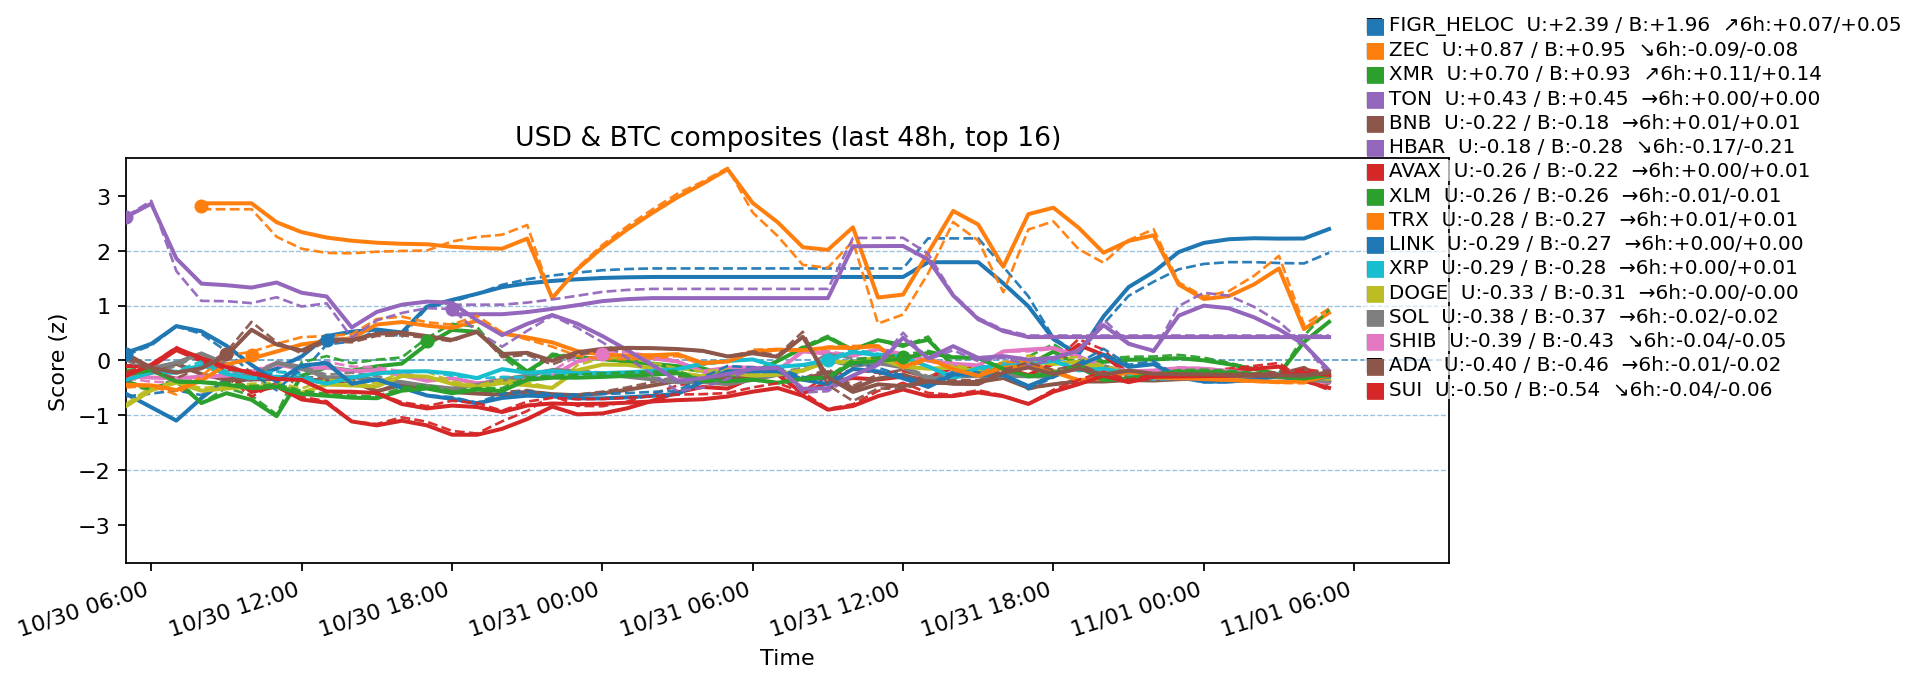 FIGR_HELOC U:+2.39 / B:+1.96 ↗6h:+0.07/+0.05
ZEC U:+0.87 / B:+0.95 ↘6h:-0.09/-0.08
XMR U:+0.70 / B:+0.93 ↗6h:+0.11/+0.14
TON U:+0.43 / B:+0.45 →6h:+0.00/+0.00
BNB U:-0.22 / B:-0.18 →6h:+0.01/+0.01
HBAR U:-0.18 / B:-0.28 ↘6h:-0.17/-0.21
AVAX U:-0.26 / B:-0.22 →6h:+0.00/+0.01
XLM U:-0.26 / B:-0.26 →6h:-0.01/-0.01
TRX U:-0.28 / B:-0.27 →6h:+0.01/+0.01
LINK U:-0.29 / B:-0.27 →6h:+0.00/+0.00
XRP U:-0.29 / B:-0.28 →6h:+0.00/+0.01
DOGE U:-0.33 / B:-0.31 →6h:-0.00/-0.00
SOL U:-0.38 / B:-0.37 →6h:-0.02/-0.02
SHIB U:-0.39 / B:-0.43 ↘6h:-0.04/-0.05
ADA U:-0.40 / B:-0.46 →6h:-0.01/-0.02
SUI U:-0.50 / B:-0.54 ↘6h:-0.04/-0.06
USD & BTC composites (last 48h, top 16)
Score (z)
3
2
1
0
−1
−2
−3
10/30 06:00
10/30 12:00
10/30 18:00
10/31 00:00
10/31 06:00
10/31 12:00
10/31 18:00
11/01 00:00
11/01 06:00
Time